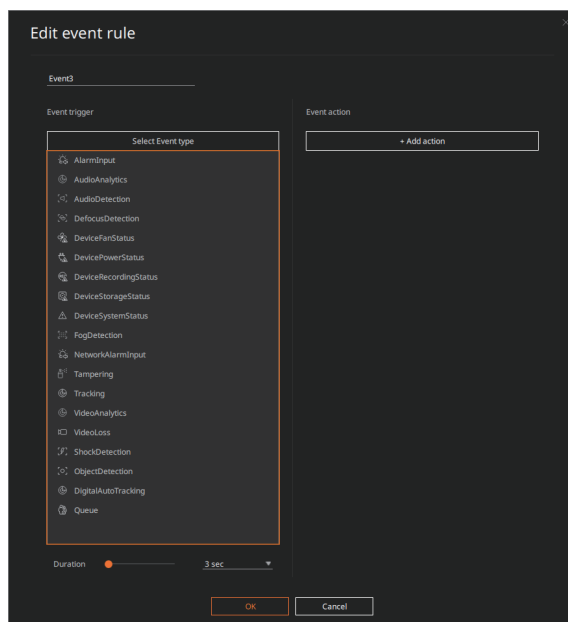 Edit event rule
Event3
Event trigger
Event action
Select Event type
+ Add action
AlarmInput
AudioAnalytics
AudioDetection
DefocusDetection
DeviceFanStatus
DevicePowerStatus
DeviceRecordingStatus
DeviceStorageStatus
DeviceSystemStatus
FogDetection
NetworkAlarmInput
Tampering
Tracking
VideoAnalytics
VideoLoss
ShockDetection
ObjectDetection
DigitalAutoTracking
Queue
Duration
3 sec
OK
Cancel